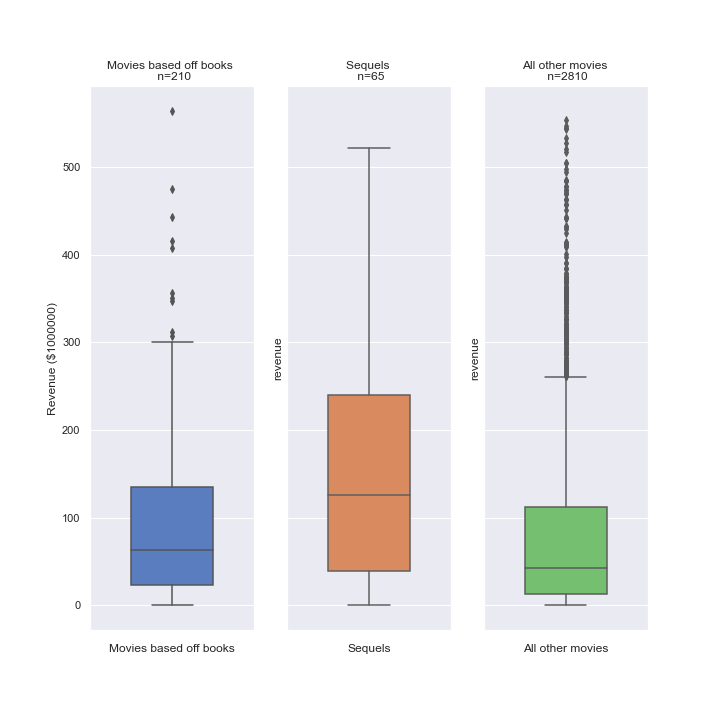 Movies based off books
n=210
Sequels
n=65
All other movies
n=2810
Revenue ($1000000)
500
400
300
200
100
0
revenue
revenue
Movies based off books
Sequels
All other movies